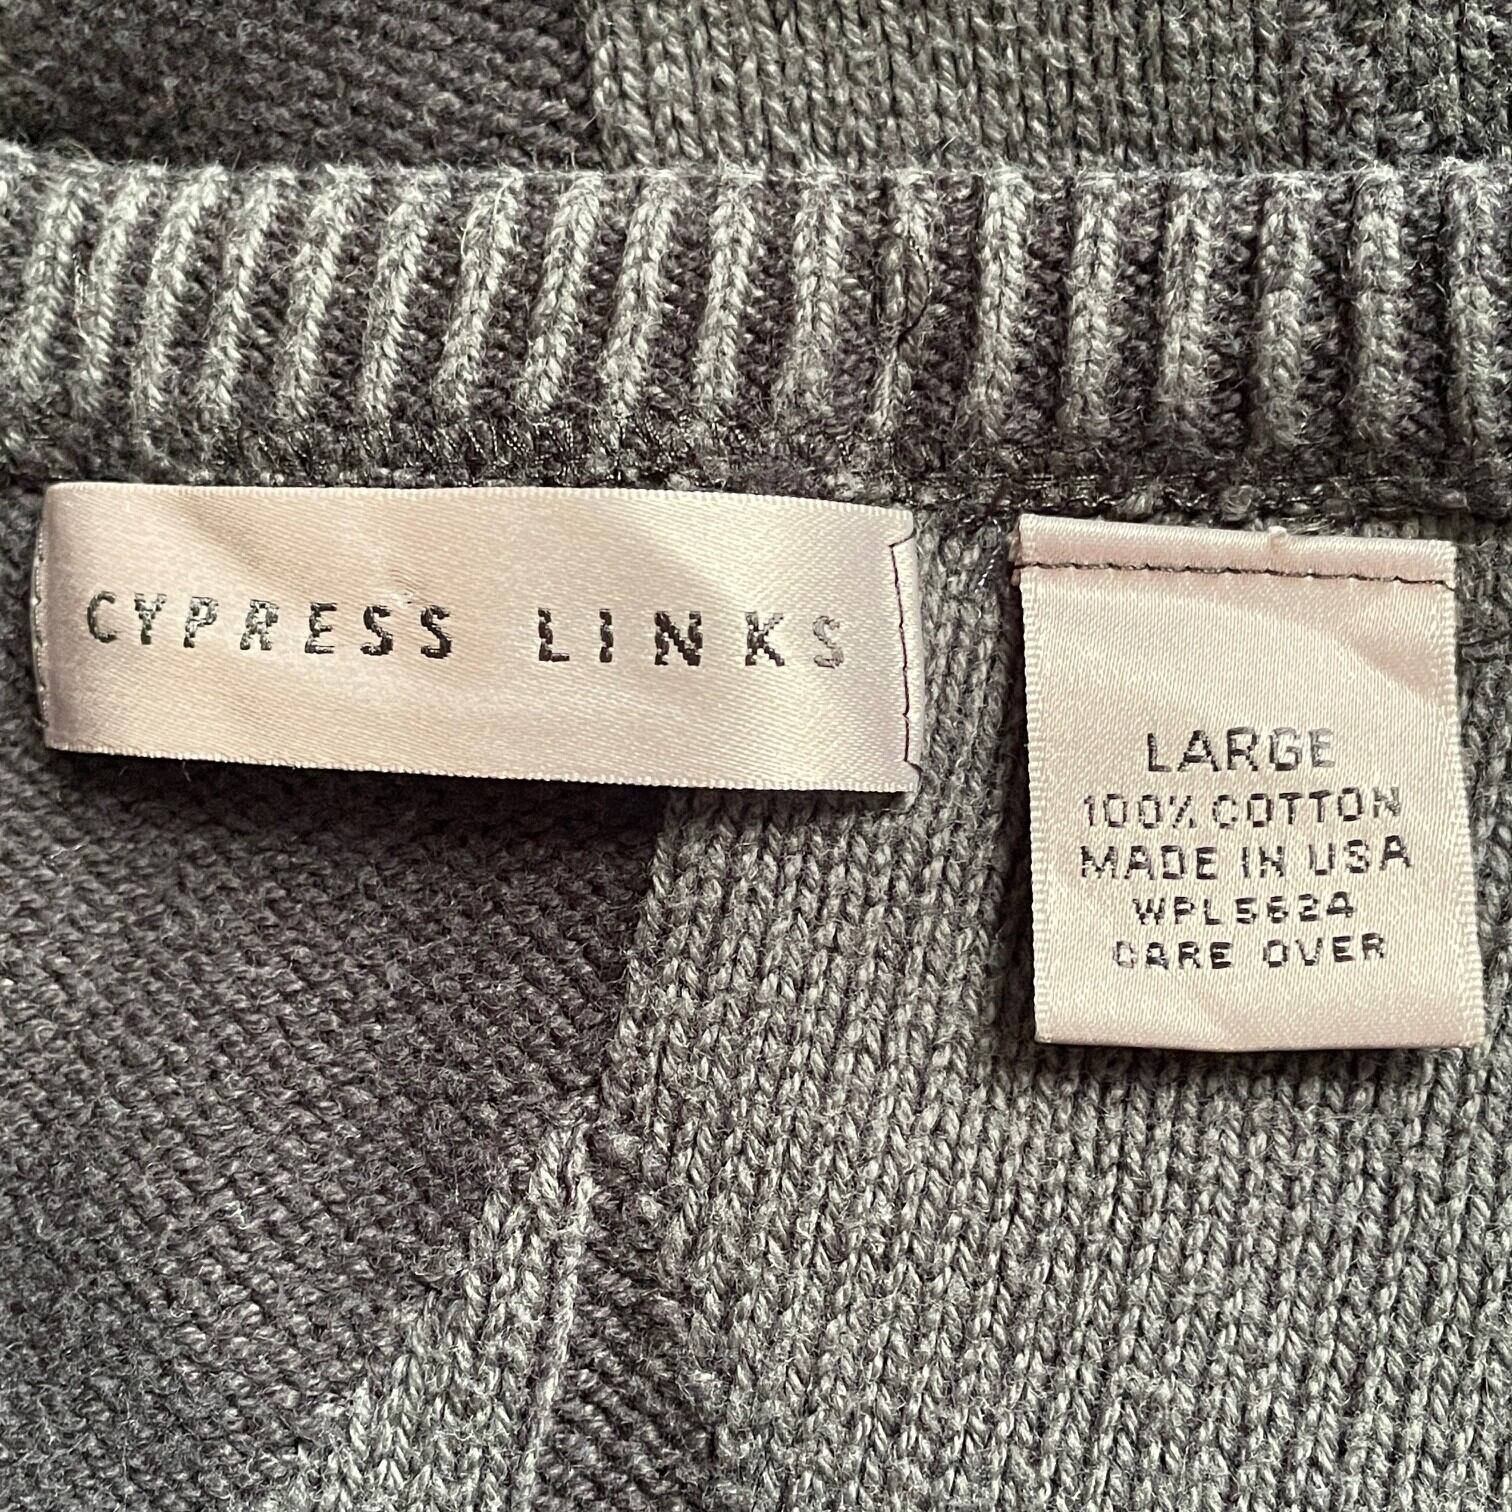 CYPRESS LINKS
LARGE
100% COTTON
MADE IN USA
WPL5624
CARE OVER